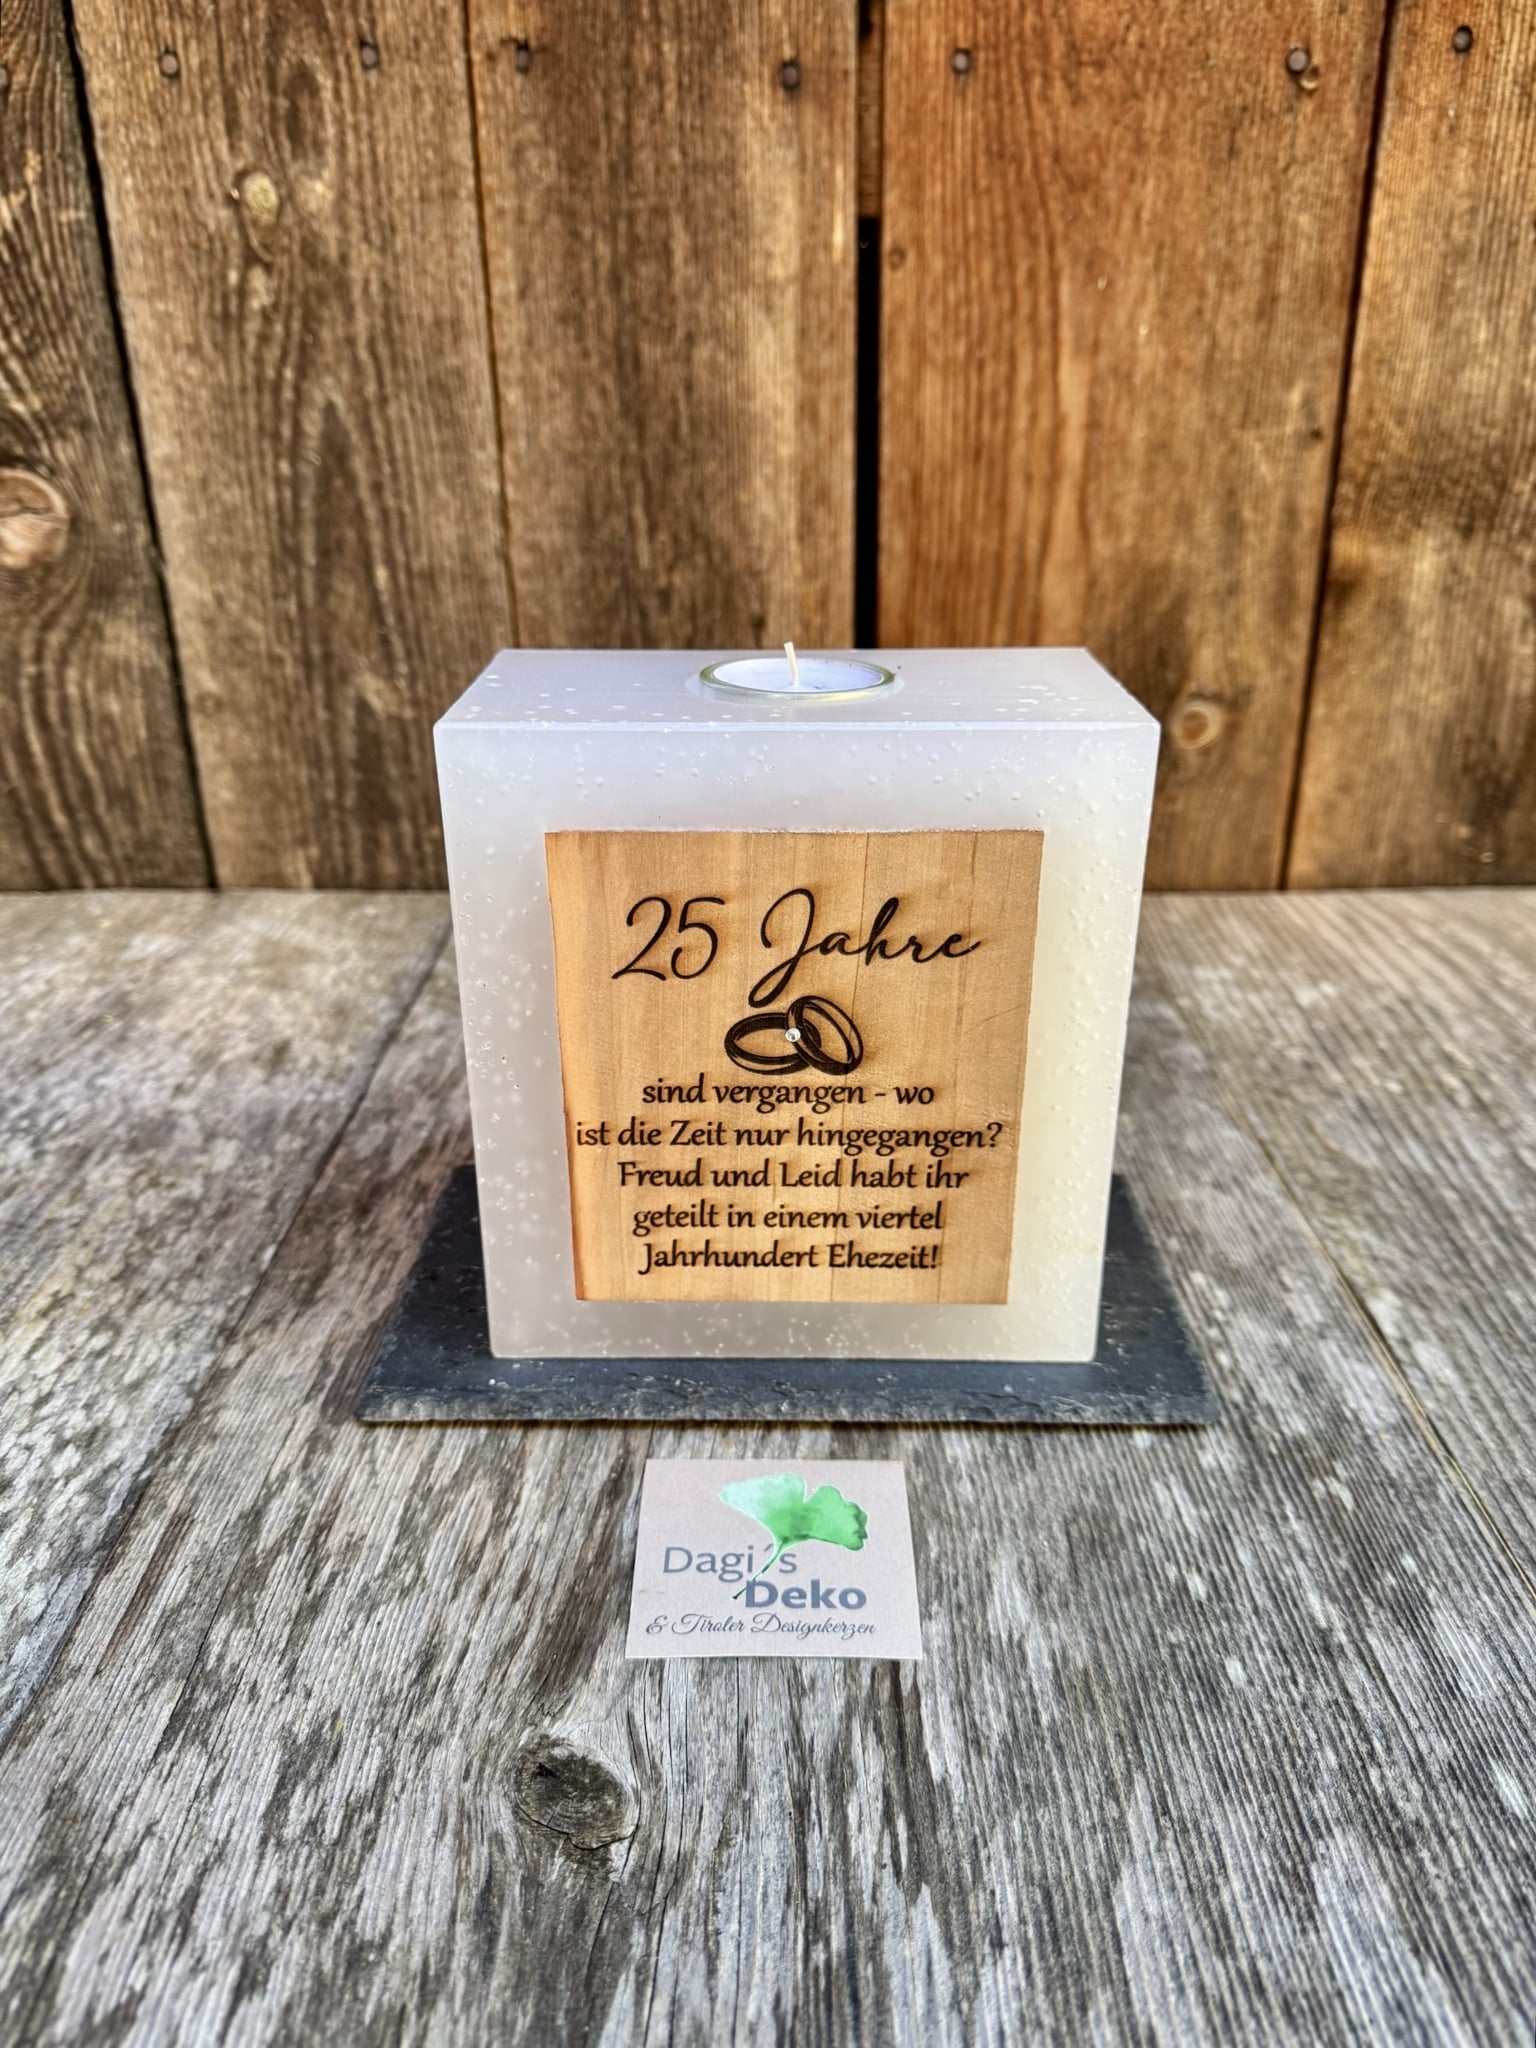 25 Jahre
sind vergangen - wo
ist die Zeit nur hingegangen?
Freud und Leid habt ihr
geteilt in einem viertel
Jahrhundert Ehezeit!
Dagi´s
Deko
& Tiroler Designkerzen